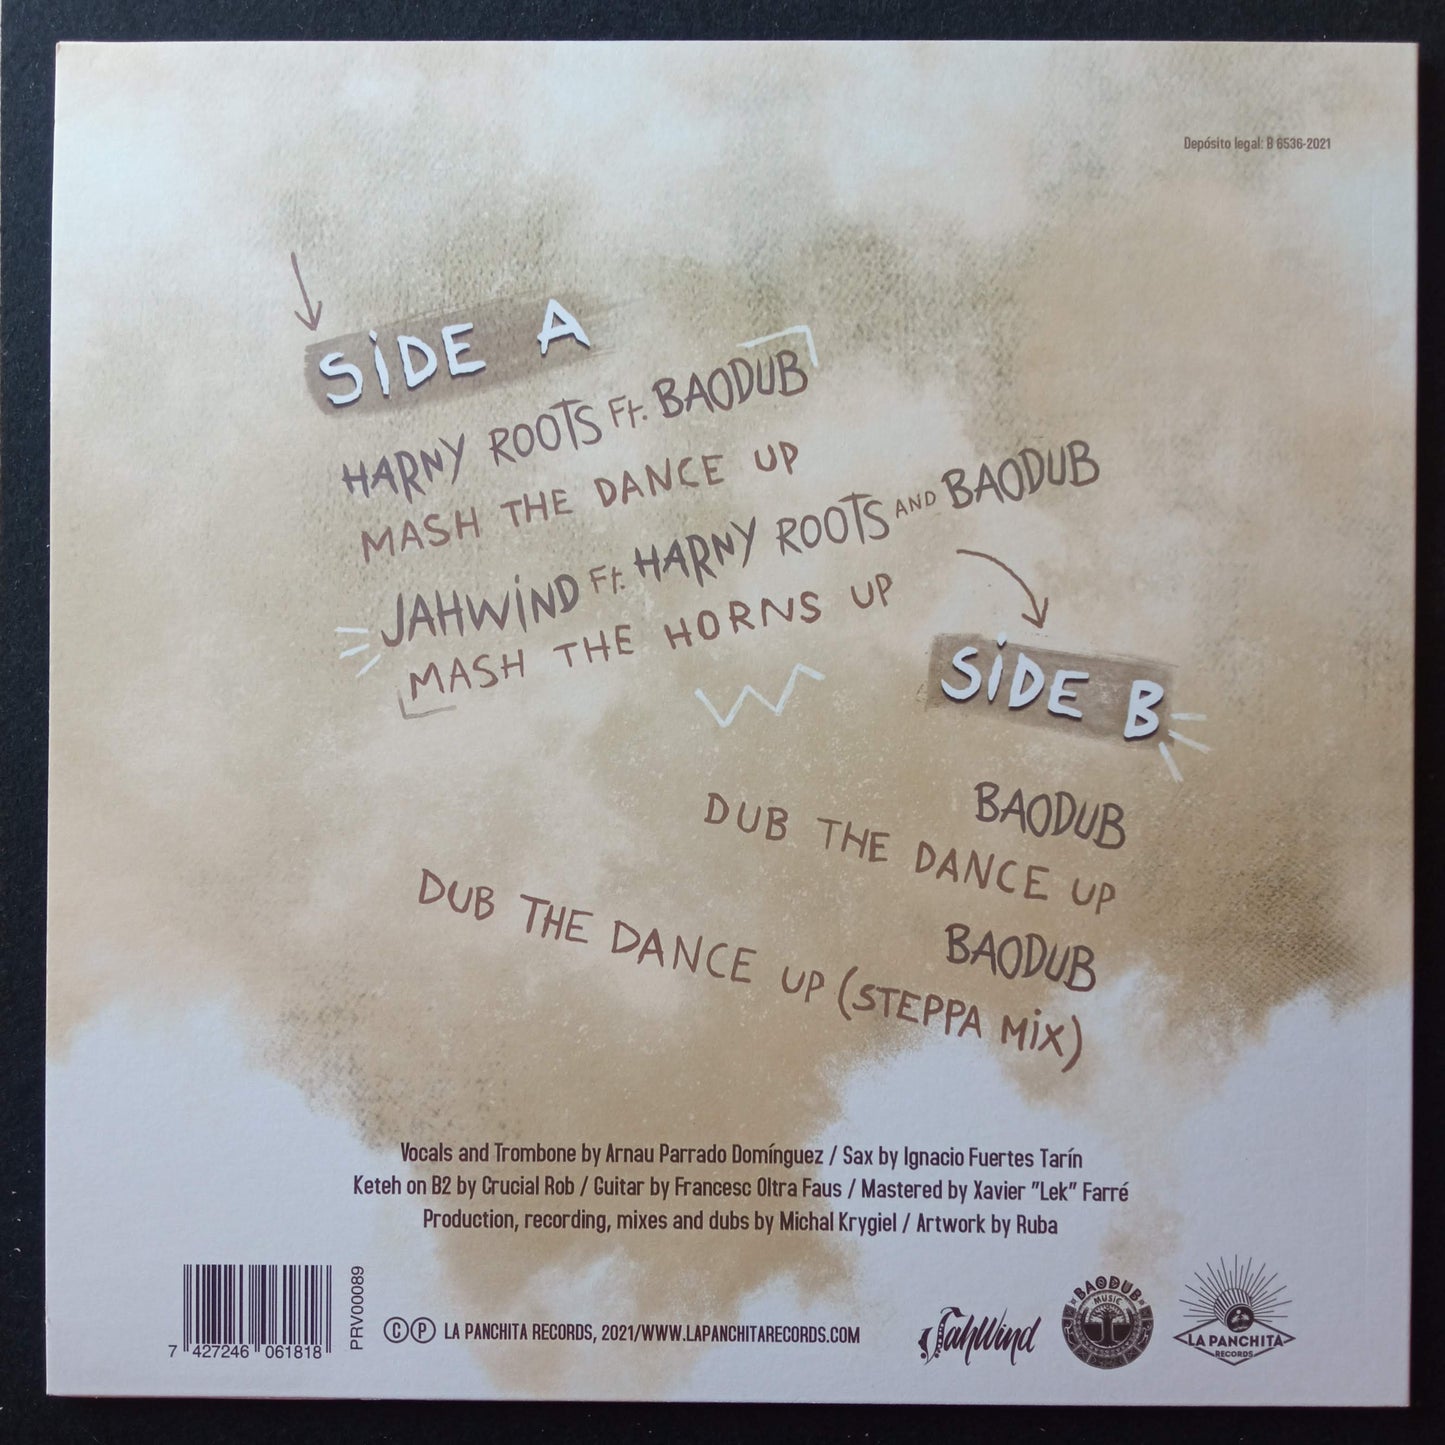 Depósito legal: B 6536-2021
SiDE A
HARNY ROOTS Ft. BAODUB
MASH THE DANCE UP
JAHWiND Ft. HARNY ROOTS AND BAODUB
MASH THE HORNS UP
SiDE B
BAODUB
DUB THE DANCE UP
BAODUB
DUB THE DANCE UP (STEPPA MiX)
Vocals and Trombone by Arnau Parrado Domínguez / Sax by Ignacio Fuertes Tarín
Keteh on B2 by Crucial Rob / Guitar by Francesc Oltra Faus / Mastered by Xavier "Lek" Farré
Production, recording, mixes and dubs by Michal Krygiel / Artwork by Ruba
7 427246 061818
PRV00089
Ⓒ Ⓟ LA PANCHITA RECORDS, 2021/WWW.LAPANCHITARECORDS.COM
JahWind
BAODUB
MUSIC
LA PANCHITA
RECORDS